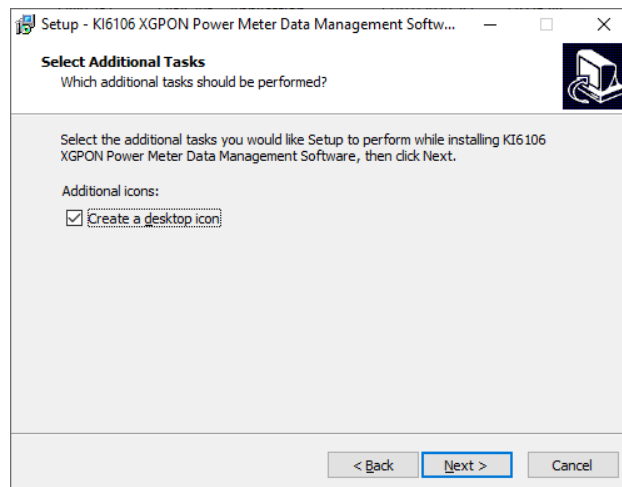 Setup - KI6106 XGPON Power Meter Data Management Softw...
Select Additional Tasks
Which additional tasks should be performed?
Select the additional tasks you would like Setup to perform while installing KI6106
XGPON Power Meter Data Management Software, then click Next.
Additional icons:
Create a desktop icon
< Back
Next >
Cancel